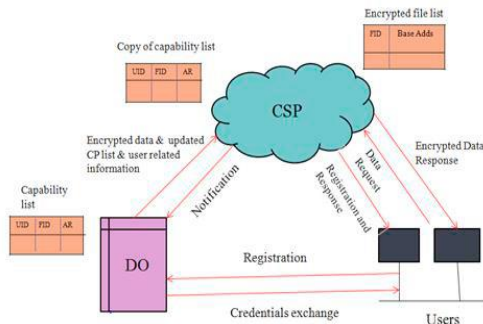 Encrypted file list
FID Base Adds
Copy of capability list
UID FID AR
CSP
Encrypted data & updated
CP list & user related
information
Notification
Registration and
Response
Data
Request
Encrypted Data
Response
Capability
list
UID FID AR
DO
Registration
Credentials exchange
Users